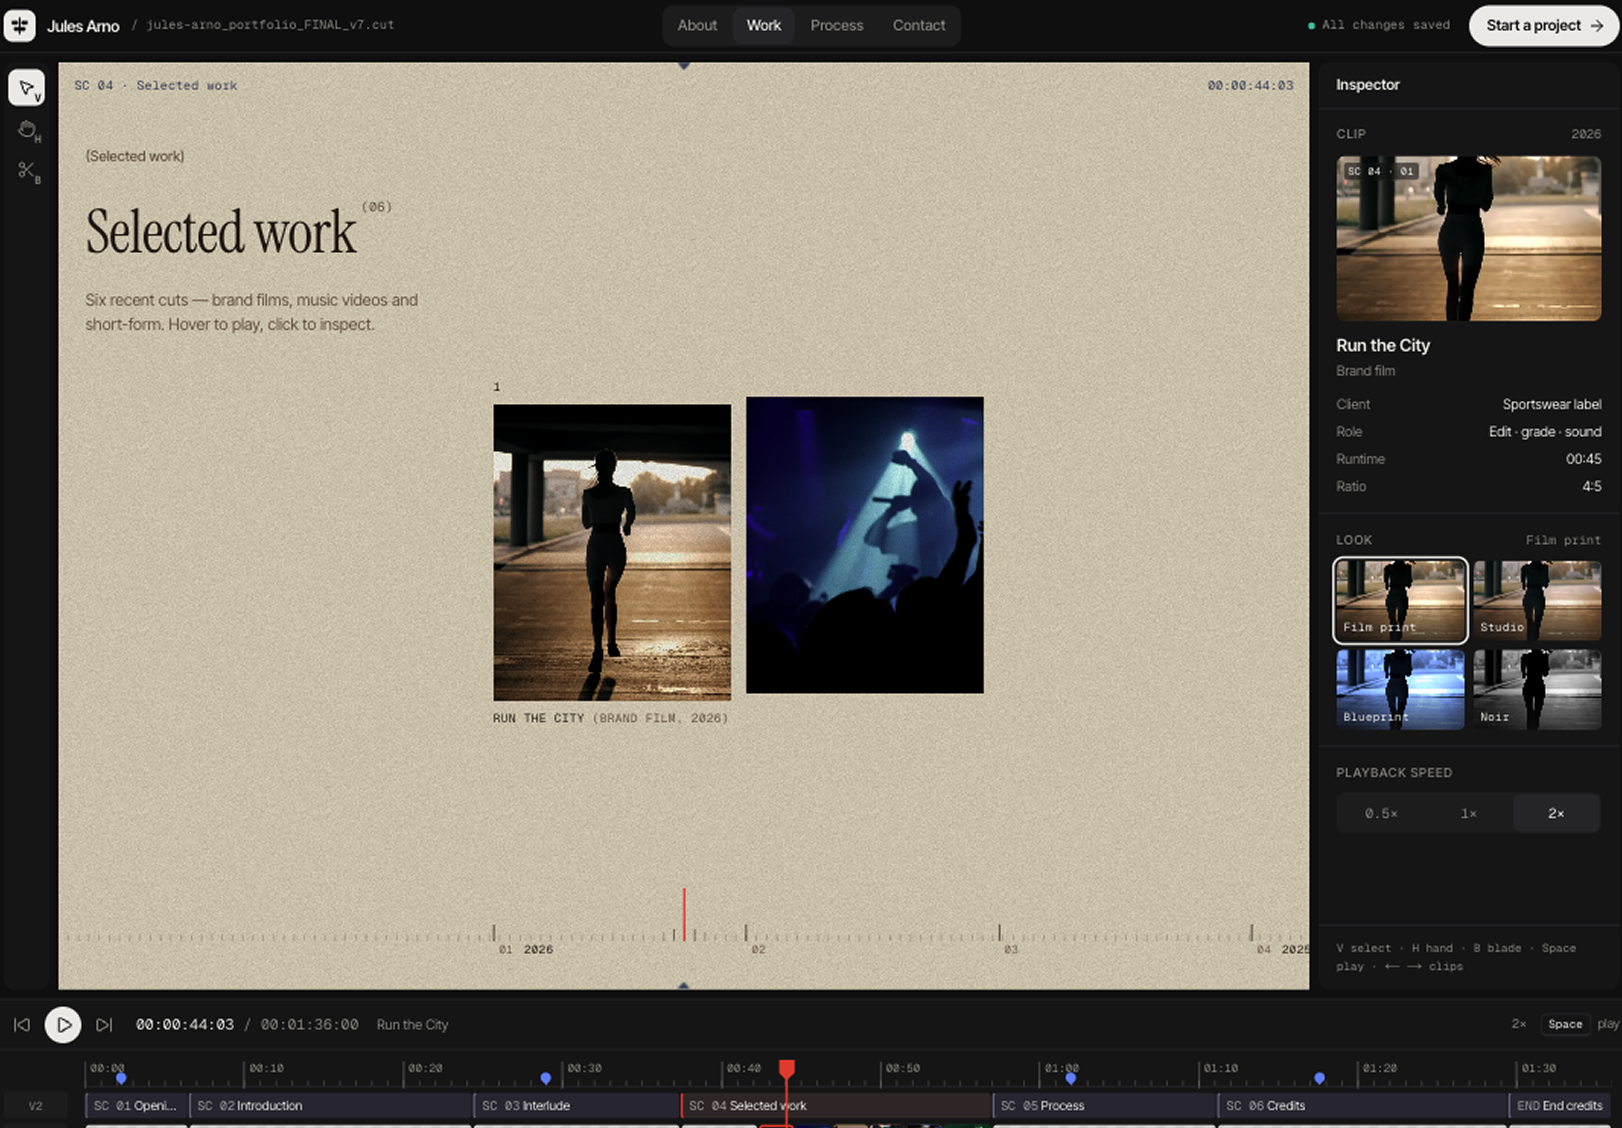 Jules Arno / jules-arno_portfolio_FINAL_v7.cut
About Work Process Contact
All changes saved
Start a project →
V
H
B
SC 04 · Selected work
00:00:44:03
(Selected work)
Selected work (06)
Six recent cuts — brand films, music videos and
short-form. Hover to play, click to inspect.
1
RUN THE CITY (BRAND FILM, 2026)
01 2026 02 03 04 2025
Inspector
CLIP 2026
SC 04 · 01
Run the City
Brand film
Client Sportswear label
Role Edit · grade · sound
Runtime 00:45
Ratio 4:5
LOOK Film print
Film print Studio
Blueprint Noir
PLAYBACK SPEED
0.5× 1× 2×
V select · H hand · B blade · Space
play · ← → clips
00:00:44:03 / 00:01:36:00 Run the City
2× Space play
00:00 00:10 00:20 00:30 00:40 00:50 01:00 01:10 01:20 01:30
V2 SC 01 Openi... SC 02 Introduction SC 03 Interlude SC 04 Selected work SC 05 Process SC 06 Credits END End credits